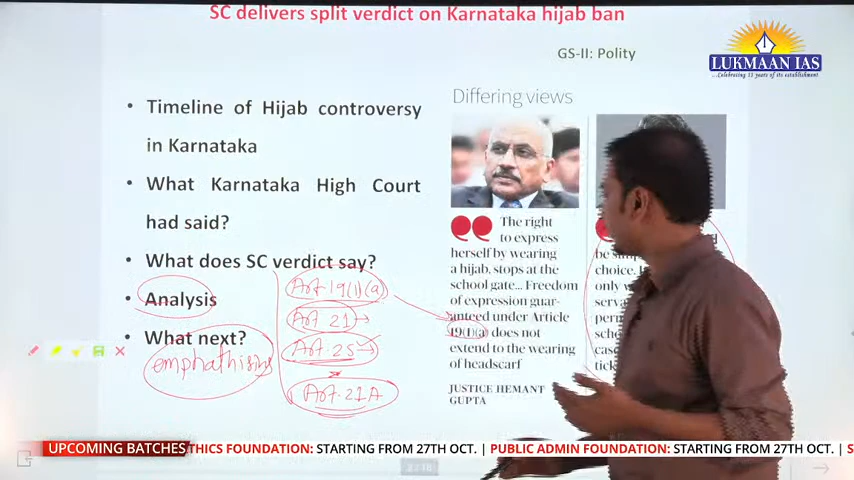 SC delivers split verdict on Karnataka hijab ban
GS-II: Polity
LUKMAAN IAS
...Celebrating 13 years of its establishment
• Timeline of Hijab controversy
in Karnataka
• What Karnataka High Court
had said?
• What does SC verdict say?
• Analysis
• What next?
Art. 19(1)(a)
Art. 21 →
Art. 25 →
Art. 21A
emphathising
Differing views
The right
to express
herself by wearing
a hijab, stops at the
school gate... Freedom
of expression guar-
anteed under Article
19(1)(a) does not
extend to the wearing
of headscarf
JUSTICE HEMANT
GUPTA
choice.
only
UPCOMING BATCHES
THICS FOUNDATION: STARTING FROM 27TH OCT. | PUBLIC ADMIN FOUNDATION: STARTING FROM 27TH OCT. | S